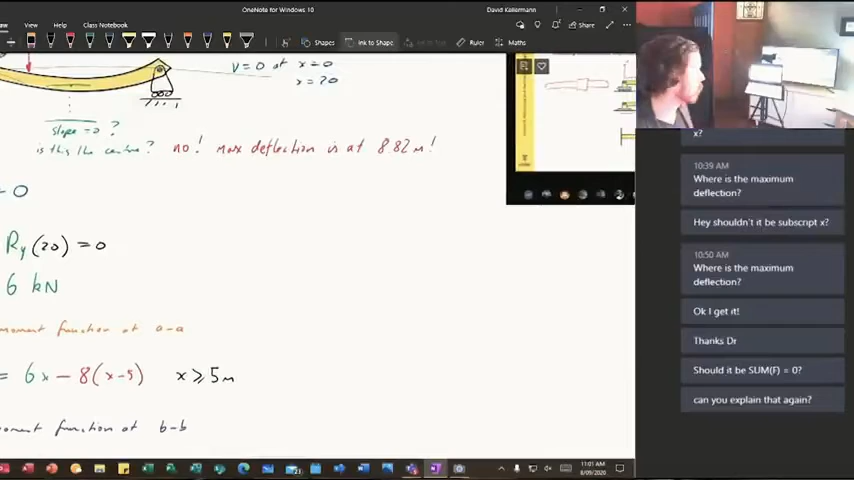 OneNote for Windows 10
David Kellermann
Help
Class Notebook
Share
Shapes
Ink to Shape
Ruler
Maths
v=0 at x=0
x=20
slope=0?
is this the centre? no! Max deflection is at 8.82m!
= 0
Ry(20) = 0
6 kN
moment function at a-a
= 6x - 8(x-5) x ⩾ 5m
moment function at b-b
x?
10:39 AM
Where is the maximum
deflection?
Hey shouldn't it be subscript x?
10:50 AM
Where is the maximum
deflection?
Ok I get it!
Thanks Dr
Should it be SUM(F) = 0?
can you explain that again?
11:01 AM
8/09/2020